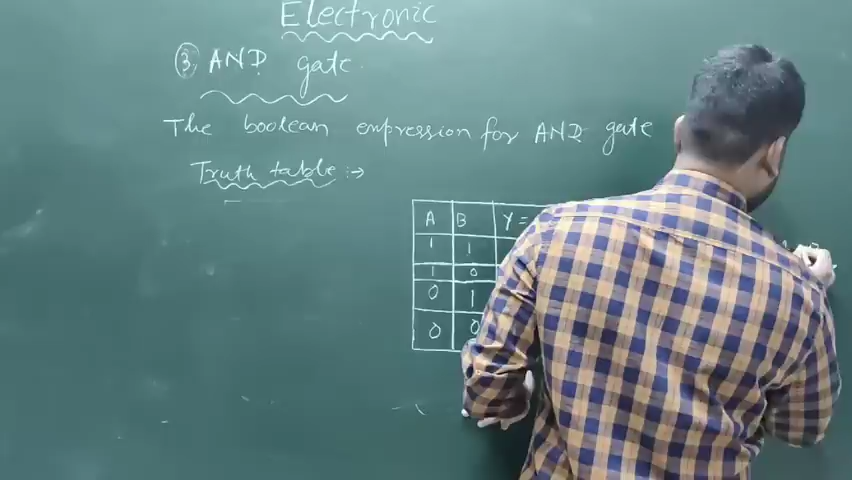 Electronic
③ AND gate
The boolean expression for AND gate
Truth table :→
A B Y =
1 1
1 0
0 1
0 0